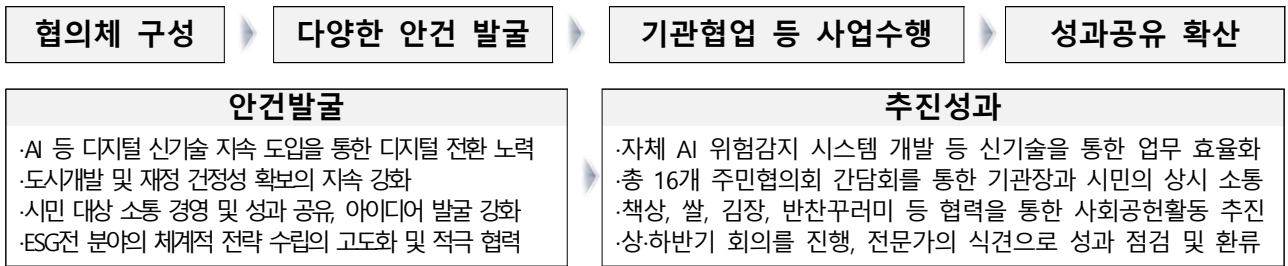 협의체 구성
다양한 안건 발굴
기관협업 등 사업수행
성과공유 확산
안건발굴
·AI 등 디지털 신기술 지속 도입을 통한 디지털 전환 노력
·도시개발 및 재정 건정성 확보의 지속 강화
·시민 대상 소통 경영 및 성과 공유, 아이디어 발굴 강화
·ESG전 분야의 체계적 전략 수립의 고도화 및 적극 협력
추진성과
·자체 AI 위험감지 시스템 개발 등 신기술을 통한 업무 효율화
·총 16개 주민협의회 간담회를 통한 기관장과 시민의 상시 소통
·책상, 쌀, 김장, 반찬꾸러미 등 협력을 통한 사회공헌활동 추진
·상·하반기 회의를 진행, 전문가의 식견으로 성과 점검 및 환류